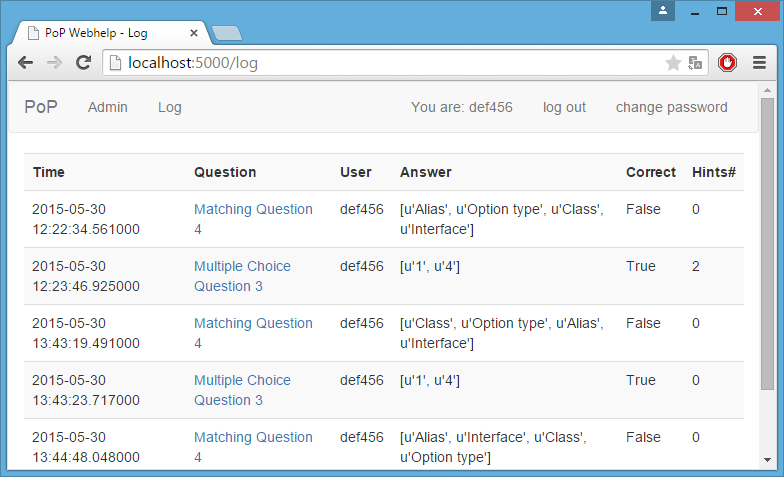 PoP Webhelp - Log
localhost:5000/log
PoP Admin Log You are: def456 log out change password
Time Question User Answer Correct Hints#
2015-05-30 Matching Question def456 [u'Alias', u'Option type', u'Class', False 0
12:22:34.561000 4 u'Interface']
2015-05-30 Multiple Choice def456 [u'1', u'4'] True 2
12:23:46.925000 Question 3
2015-05-30 Matching Question def456 [u'Class', u'Option type', u'Alias', False 0
13:43:19.491000 4 u'Interface']
2015-05-30 Multiple Choice def456 [u'1', u'4'] True 0
13:43:23.717000 Question 3
2015-05-30 Matching Question def456 [u'Alias', u'Interface', u'Class', False 0
13:44:48.048000 4 u'Option type']